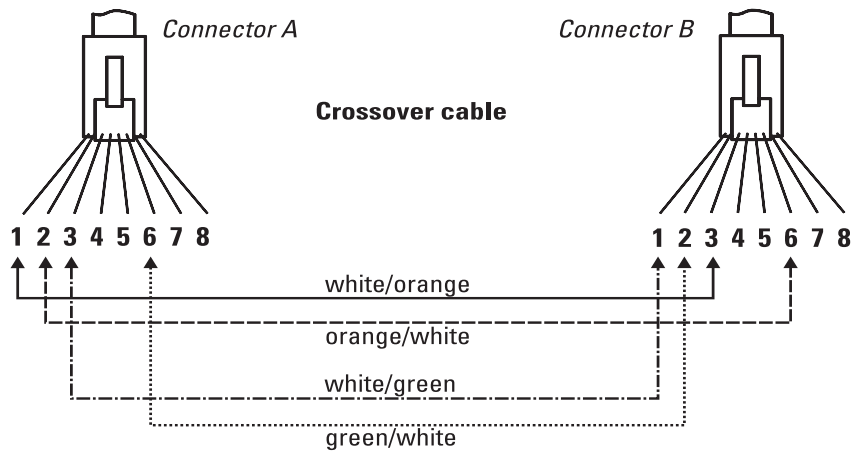 Connector A
Connector B
Crossover cable
1 2 3 4 5 6 7 8
1 2 3 4 5 6 7 8
white/orange
orange/white
white/green
green/white